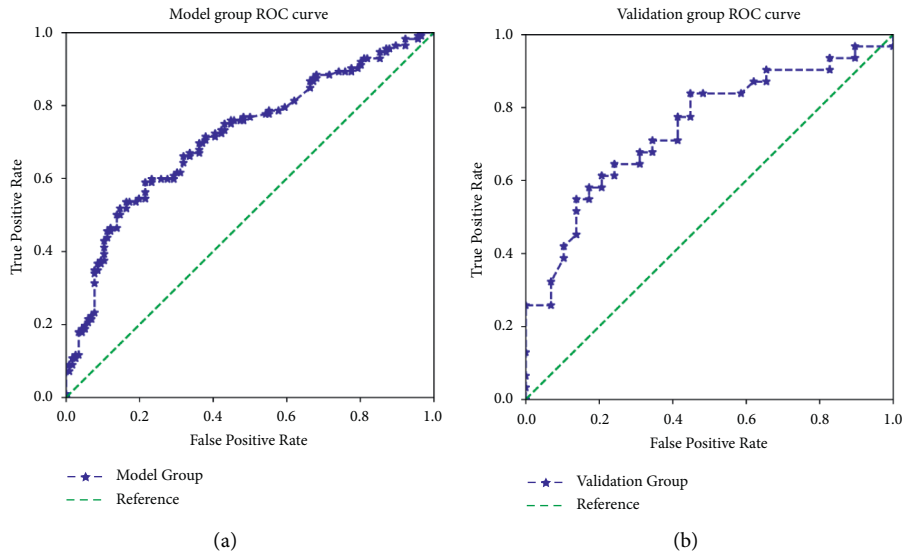 Model group ROC curve
1.0
0.8
0.6
0.4
0.2
0.0
True Positive Rate
0.0 0.2 0.4 0.6 0.8 1.0
False Positive Rate
Model Group
Reference
(a)
Validation group ROC curve
1.0
0.8
0.6
0.4
0.2
0.0
True Positive Rate
0.0 0.2 0.4 0.6 0.8 1.0
False Positive Rate
Validation Group
Reference
(b)